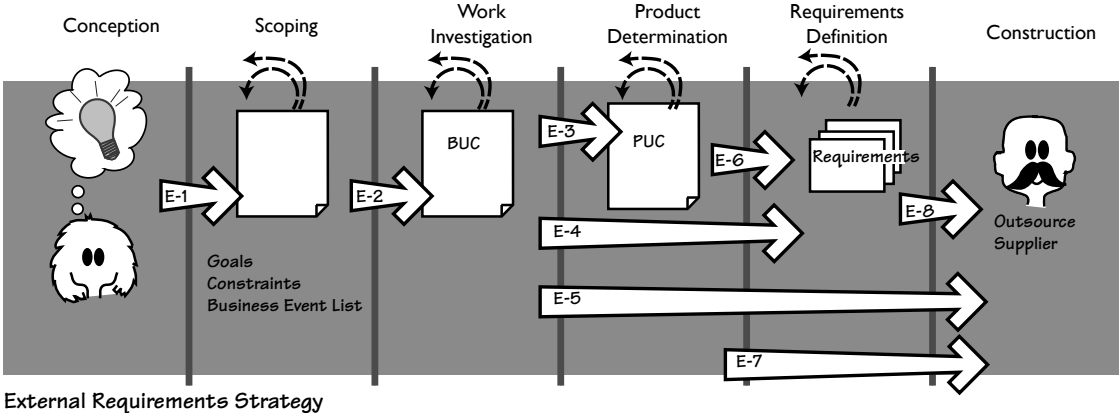 Conception
Scoping
Work
Investigation
Product
Determination
Requirements
Definition
Construction
E-1
E-2
BUC
E-3
PUC
E-6
Requirements
E-8
E-4
Outsource
Supplier
Goals
Constraints
Business Event List
E-5
E-7
External Requirements Strategy